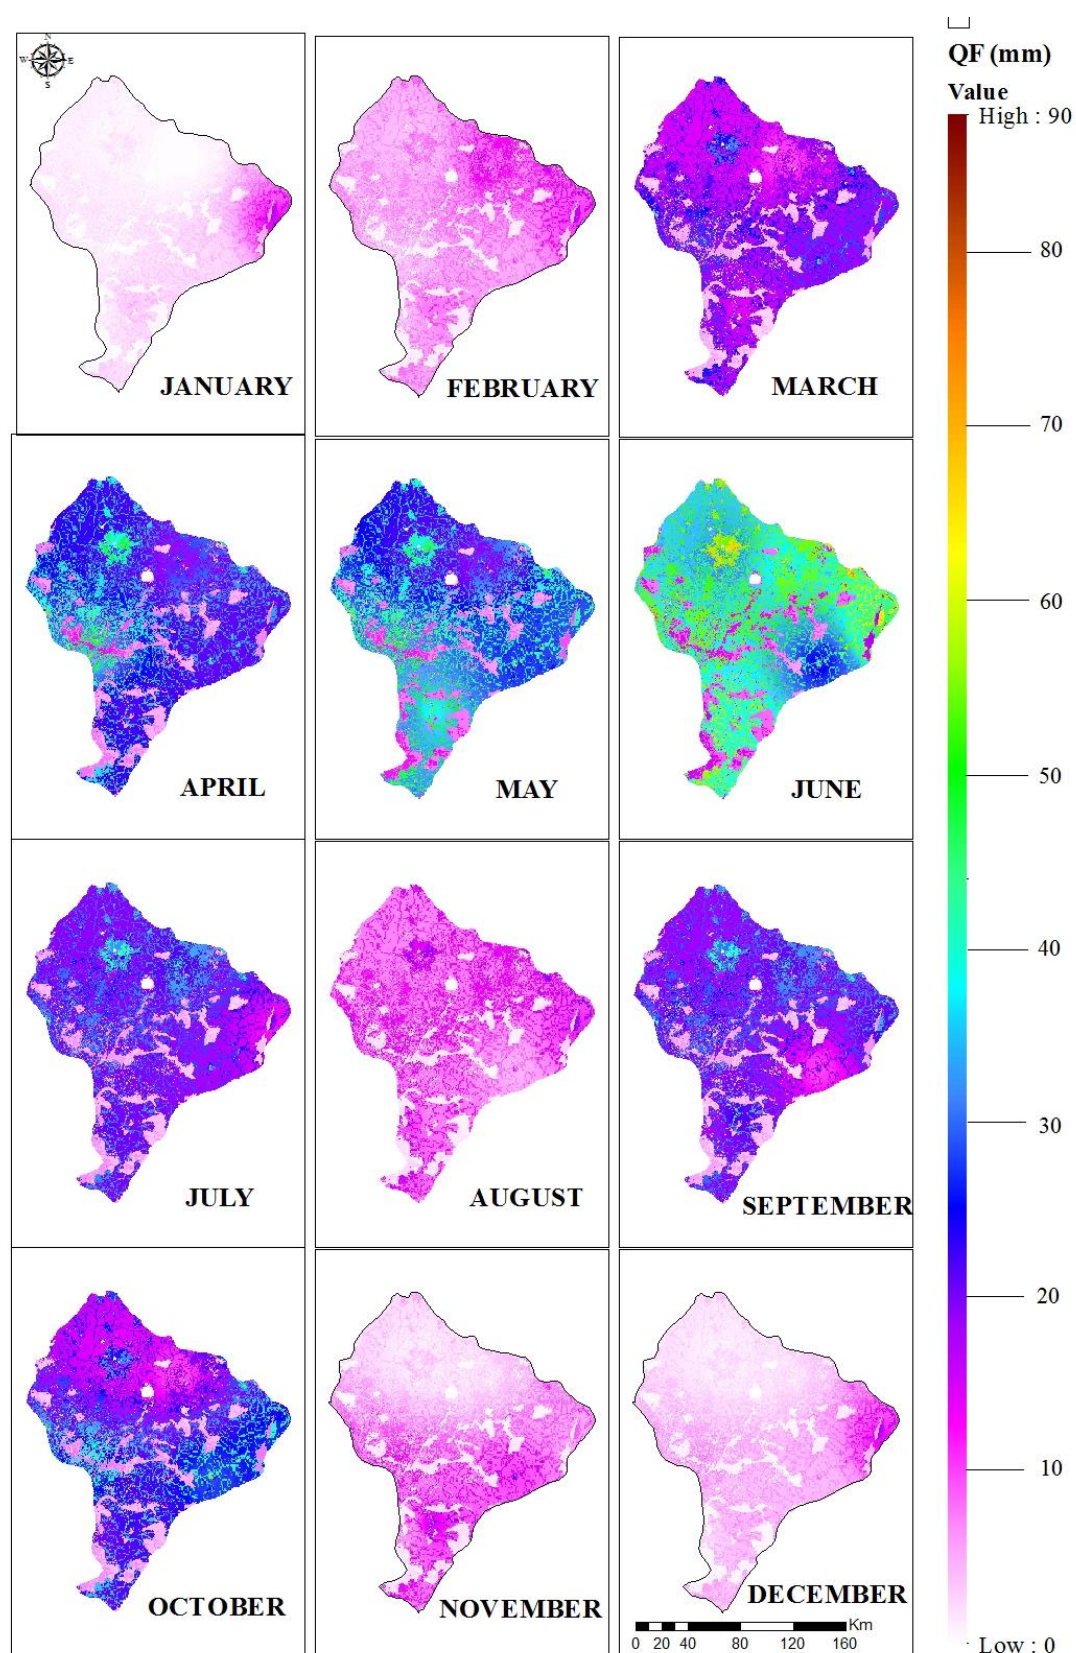 N
W E
S
QF (mm)
Value
High : 90
80
70
60
50
40
30
20
10
Low : 0
JANUARY
FEBRUARY
MARCH
APRIL
MAY
JUNE
JULY
AUGUST
SEPTEMBER
OCTOBER
NOVEMBER
DECEMBER
Km
0 20 40 80 120 160